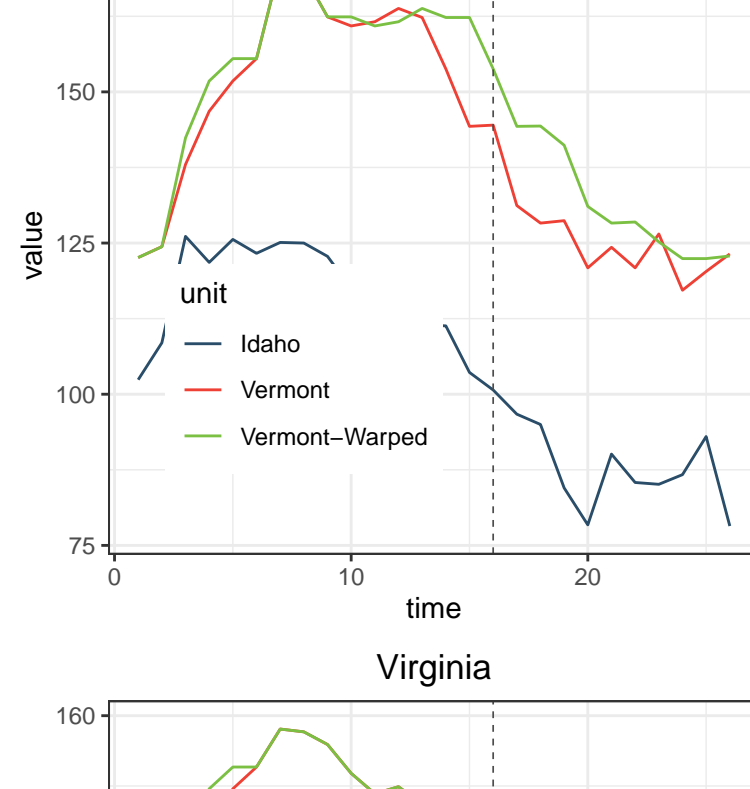 150
125
100
75
value
unit
Idaho
Vermont
Vermont−Warped
0 10 20
time
Virginia
160